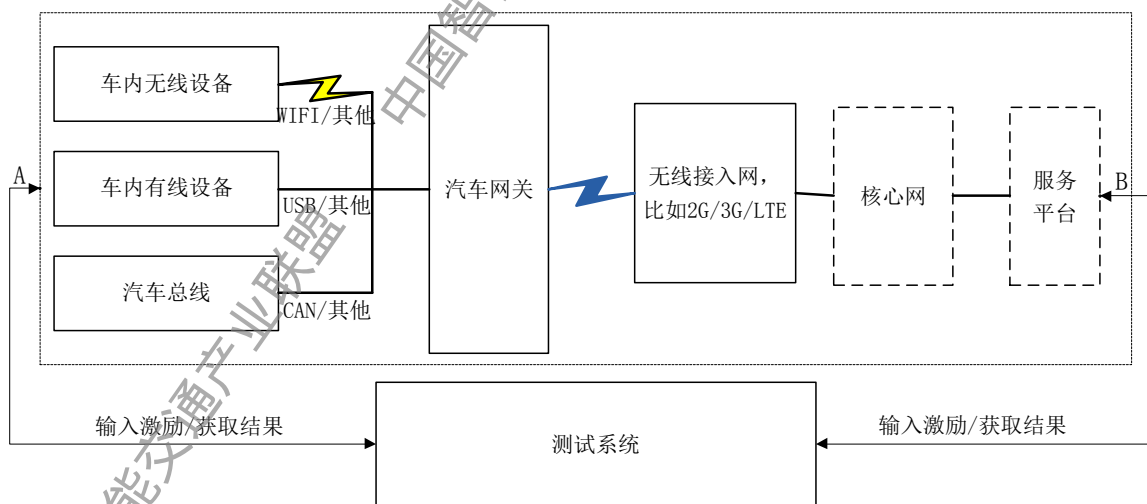 中国智
车内无线设备
WIFI/其他
A
车内有线设备
USB/其他
汽车总线
CAN/其他
汽车网关
无线接入网，
比如2G/3G/LTE
核心网
服务
平台
B
能交通产业联盟
输入激励/获取结果
测试系统
输入激励/获取结果